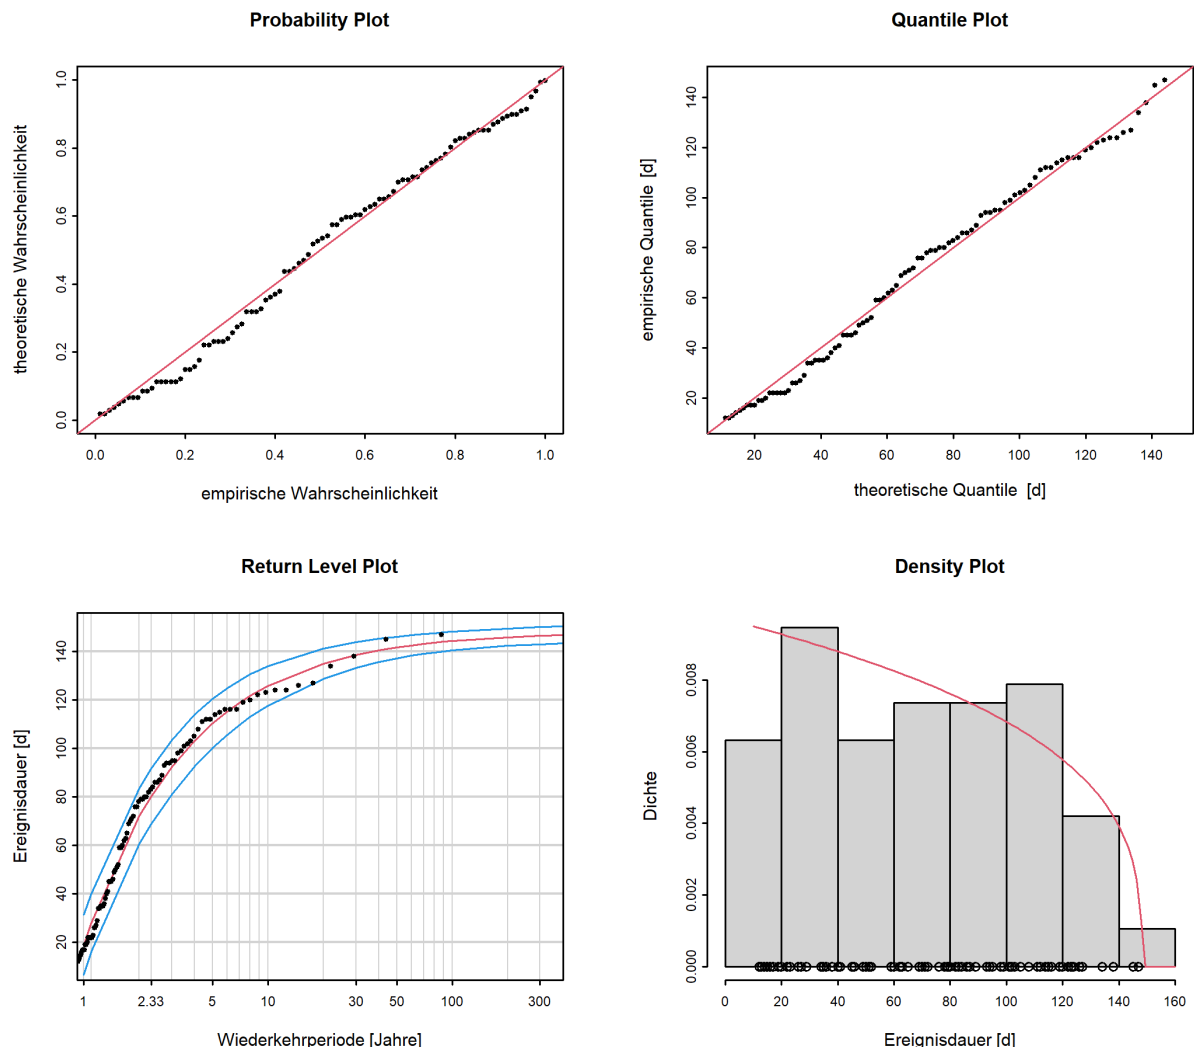 Probability Plot
theoretische Wahrscheinlichkeit
0.0 0.2 0.4 0.6 0.8 1.0
0.0 0.2 0.4 0.6 0.8 1.0
empirische Wahrscheinlichkeit
Quantile Plot
empirische Quantile [d]
20 40 60 80 100 120 140
20 40 60 80 100 120 140
theoretische Quantile [d]
Return Level Plot
Ereignisdauer [d]
20 40 60 80 100 120 140
1 2.33 5 10 30 50 100 300
Wiederkehrperiode [Jahre]
Density Plot
Dichte
0.000 0.002 0.004 0.006 0.008
0 20 40 60 80 100 120 140 160
Ereignisdauer [d]